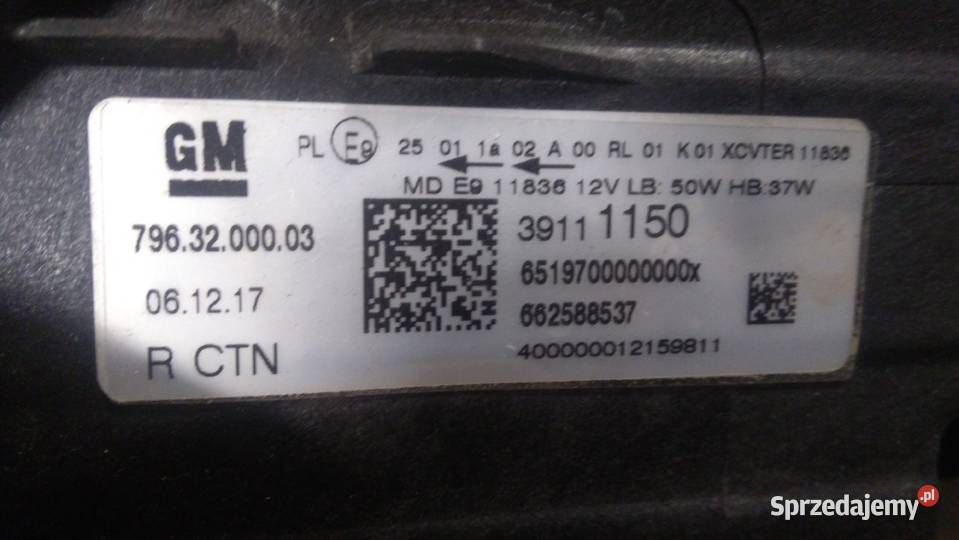 GM
PL E9 25 01 1a 02 A 00 RL 01 K 01 XCVTER 11836
MD E9 11836 12V LB: 50W HB:37W
796.32.000.03
39111150
6519700000000x
06.12.17
662588537
R CTN
400000012159811
Sprzedajemy.pl